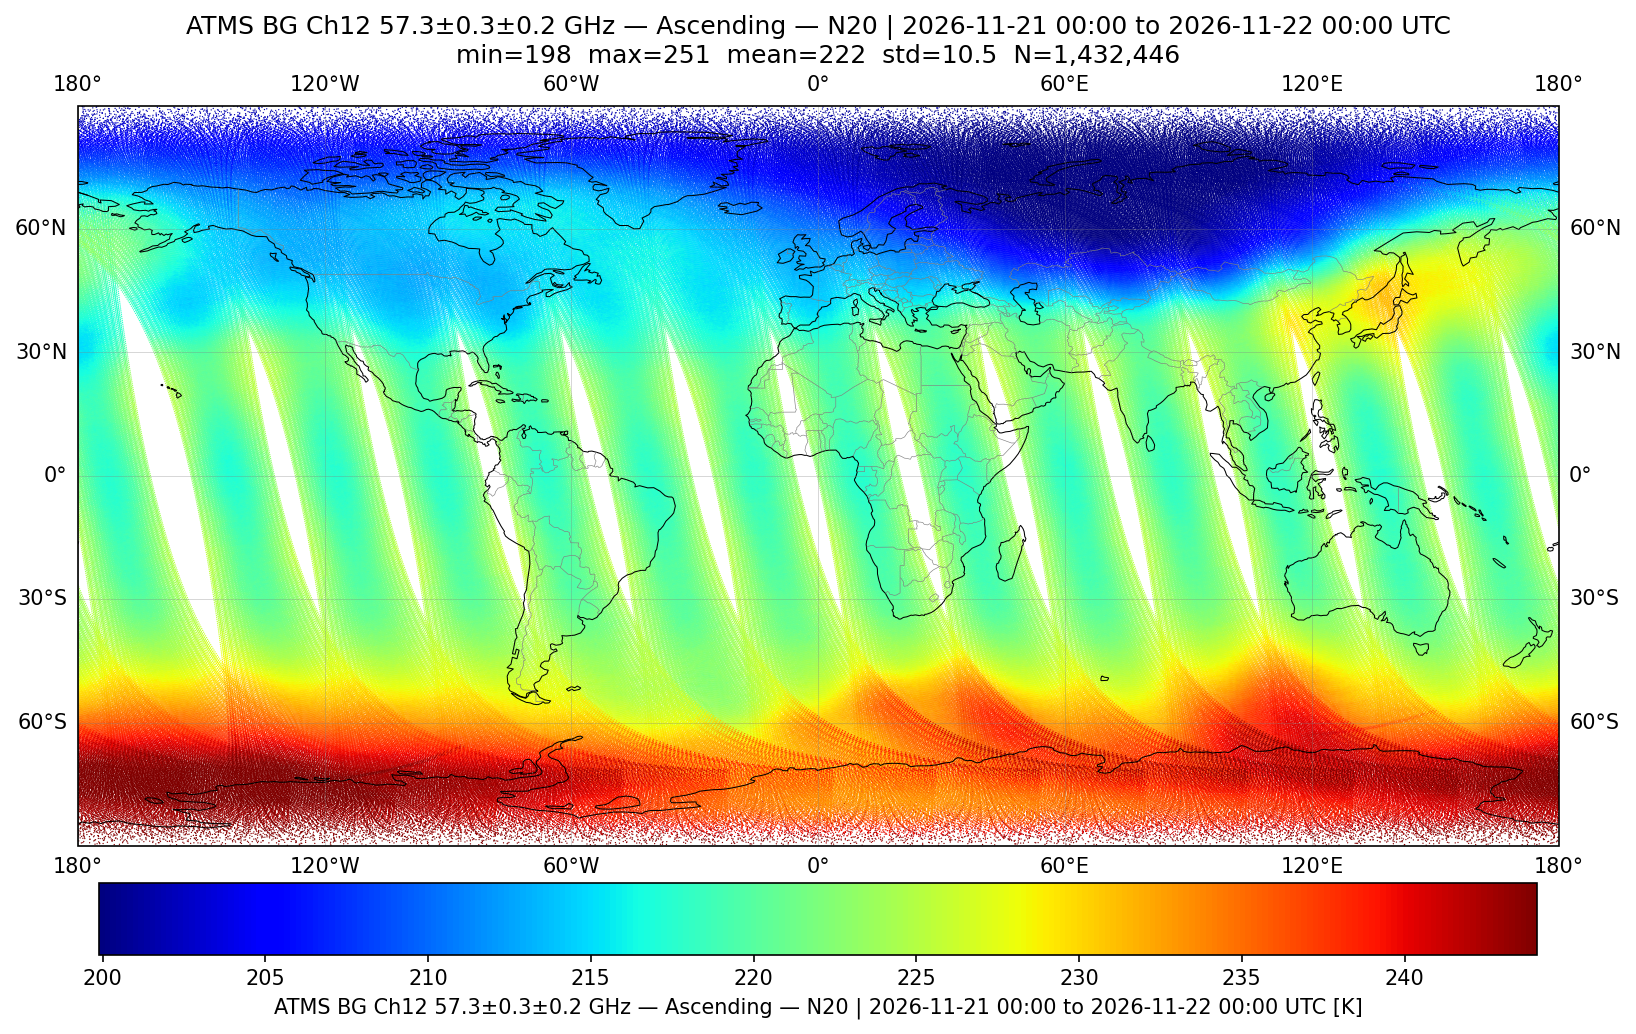 ATMS BG Ch12 57.3±0.3±0.2 GHz — Ascending — N20 | 2026-11-21 00:00 to 2026-11-22 00:00 UTC
min=198 max=251 mean=222 std=10.5 N=1,432,446
180° 120°W 60°W 0° 60°E 120°E 180°
60°N 60°N
30°N 30°N
0° 0°
30°S 30°S
60°S 60°S
180° 120°W 60°W 0° 60°E 120°E 180°
200 205 210 215 220 225 230 235 240
ATMS BG Ch12 57.3±0.3±0.2 GHz — Ascending — N20 | 2026-11-21 00:00 to 2026-11-22 00:00 UTC [K]